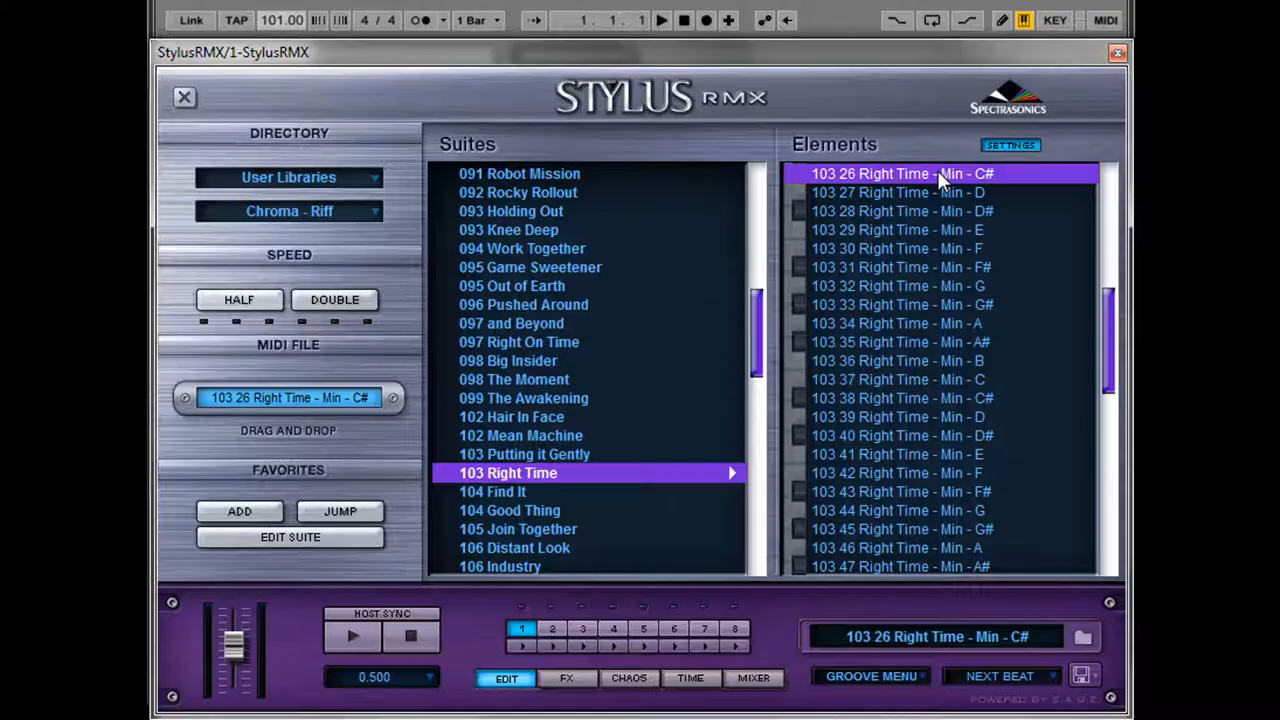 Link TAP 101.00 4 / 4 1 Bar 1. 1. 1 KEY MIDI
StylusRMX/1-StylusRMX
STYLUS RMX
SPECTRASONICS
DIRECTORY
User Libraries
Chroma - Riff
SPEED
HALF DOUBLE
MIDI FILE
103 26 Right Time - Min - C#
DRAG AND DROP
FAVORITES
ADD JUMP
EDIT SUITE
Suites
091 Robot Mission
092 Rocky Rollout
093 Holding Out
093 Knee Deep
094 Work Together
095 Game Sweetener
095 Out of Earth
096 Pushed Around
097 and Beyond
097 Right On Time
098 Big Insider
098 The Moment
099 The Awakening
102 Hair In Face
102 Mean Machine
103 Putting it Gently
103 Right Time
104 Find It
104 Good Thing
105 Join Together
106 Distant Look
106 Industry
Elements SETTINGS
103 26 Right Time - Min - C#
103 27 Right Time - Min - D
103 28 Right Time - Min - D#
103 29 Right Time - Min - E
103 30 Right Time - Min - F
103 31 Right Time - Min - F#
103 32 Right Time - Min - G
103 33 Right Time - Min - G#
103 34 Right Time - Min - A
103 35 Right Time - Min - A#
103 36 Right Time - Min - B
103 37 Right Time - Min - C
103 38 Right Time - Min - C#
103 39 Right Time - Min - D
103 40 Right Time - Min - D#
103 41 Right Time - Min - E
103 42 Right Time - Min - F
103 43 Right Time - Min - F#
103 44 Right Time - Min - G
103 45 Right Time - Min - G#
103 46 Right Time - Min - A
103 47 Right Time - Min - A#
HOST SYNC
0.500
1 2 3 4 5 6 7 8
EDIT FX CHAOS TIME MIXER
103 26 Right Time - Min - C#
GROOVE MENU NEXT BEAT
POWERED BY S.A.G.E.